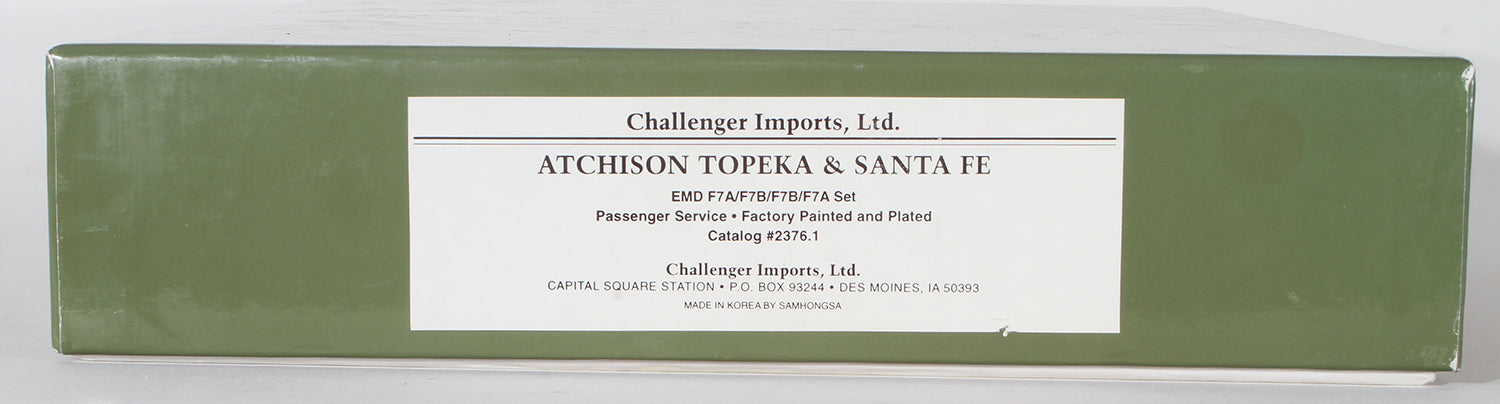 Challenger Imports, Ltd.
ATCHISON TOPEKA & SANTA FE
EMD F7A/F7B/F7B/F7A Set
Passenger Service • Factory Painted and Plated
Catalog #2376.1
Challenger Imports, Ltd.
CAPITAL SQUARE STATION • P.O. BOX 93244 • DES MOINES, IA 50393
MADE IN KOREA BY SAMHONGSA